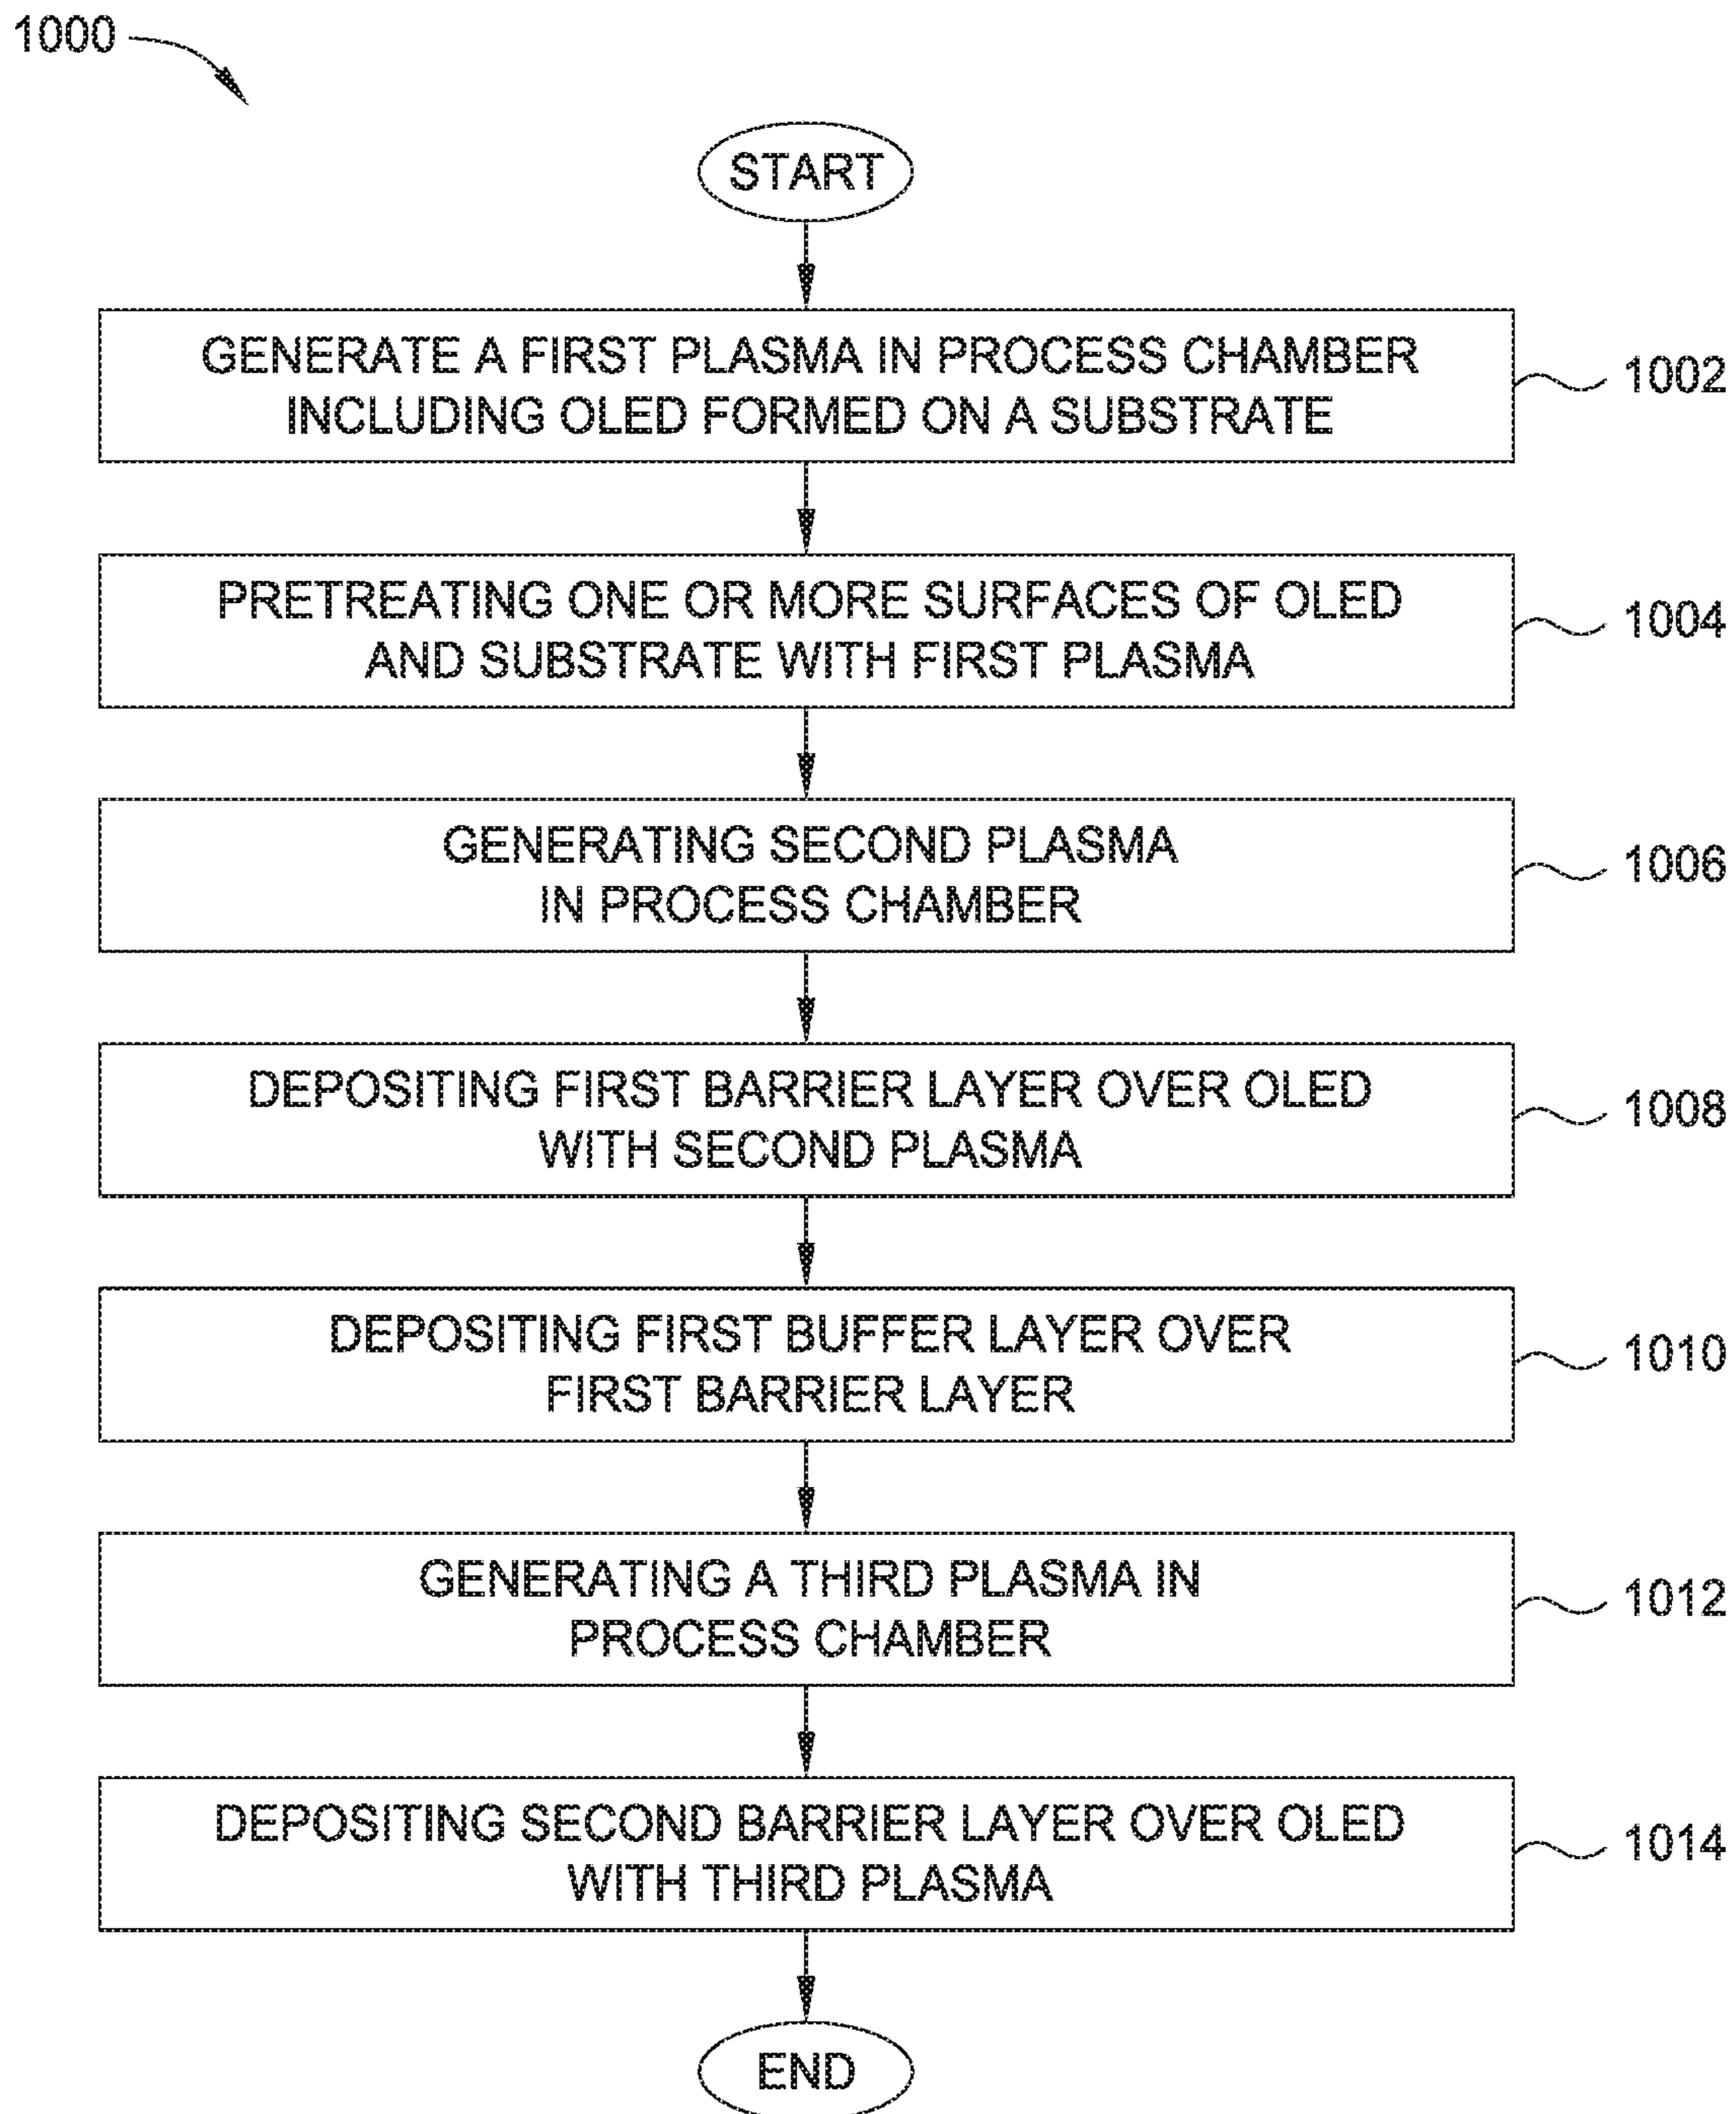 1000
START
GENERATE A FIRST PLASMA IN PROCESS CHAMBER
INCLUDING OLED FORMED ON A SUBSTRATE
1002
PRETREATING ONE OR MORE SURFACES OF OLED
AND SUBSTRATE WITH FIRST PLASMA
1004
GENERATING SECOND PLASMA
IN PROCESS CHAMBER
1006
DEPOSITING FIRST BARRIER LAYER OVER OLED
WITH SECOND PLASMA
1008
DEPOSITING FIRST BUFFER LAYER OVER
FIRST BARRIER LAYER
1010
GENERATING A THIRD PLASMA IN
PROCESS CHAMBER
1012
DEPOSITING SECOND BARRIER LAYER OVER OLED
WITH THIRD PLASMA
1014
END